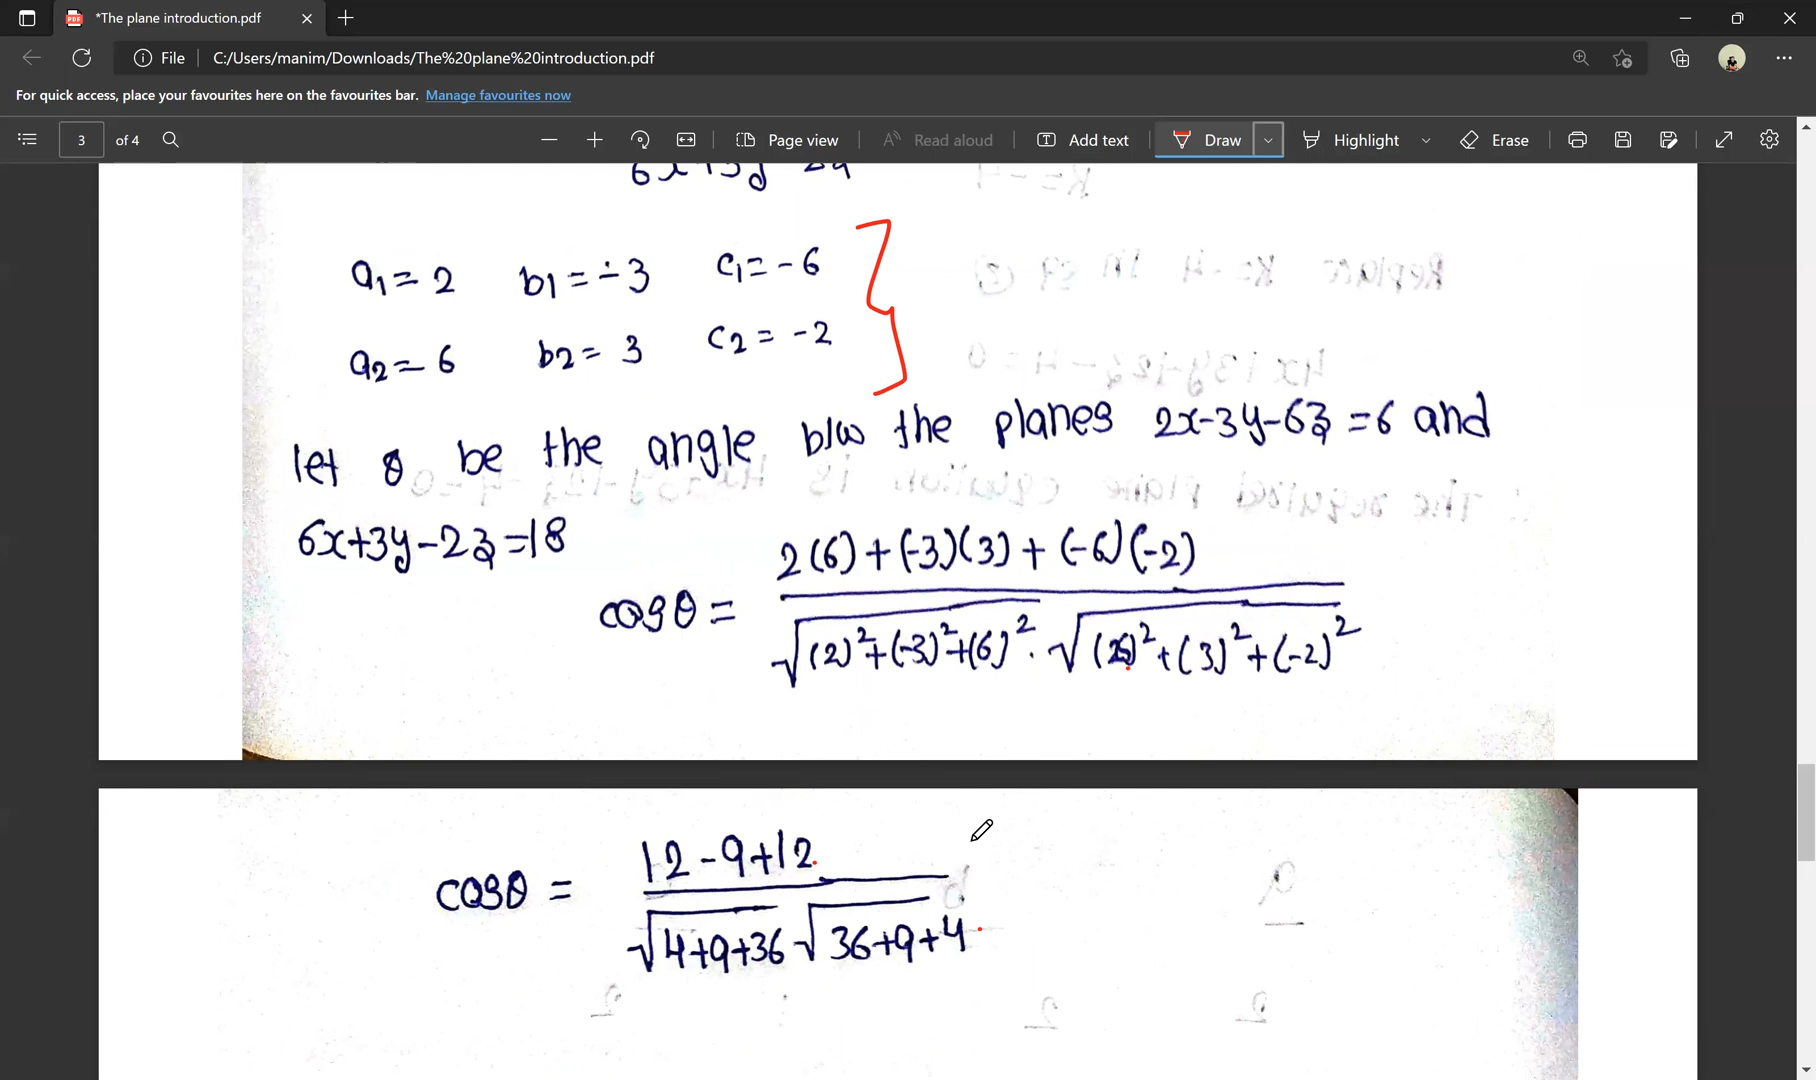 *The plane introduction.pdf
File C:/Users/manim/Downloads/The%20plane%20introduction.pdf
For quick access, place your favourites here on the favourites bar. Manage favourites now
3 of 4 Page view Read aloud Add text Draw Highlight Erase
a1 = 2 b1 = -3 c1 = -6
a2 = 6 b2 = 3 c2 = -2
let θ be the angle b/w the planes 2x-3y-6z = 6 and
6x+3y-2z=18
cosθ = 2(6)+(-3)(3)+(-6)(-2)
√(2)²+(-3)²+(6)² . √(6)²+(3)²+(-2)²
cosθ = 12-9+12
√4+9+36 √36+9+4